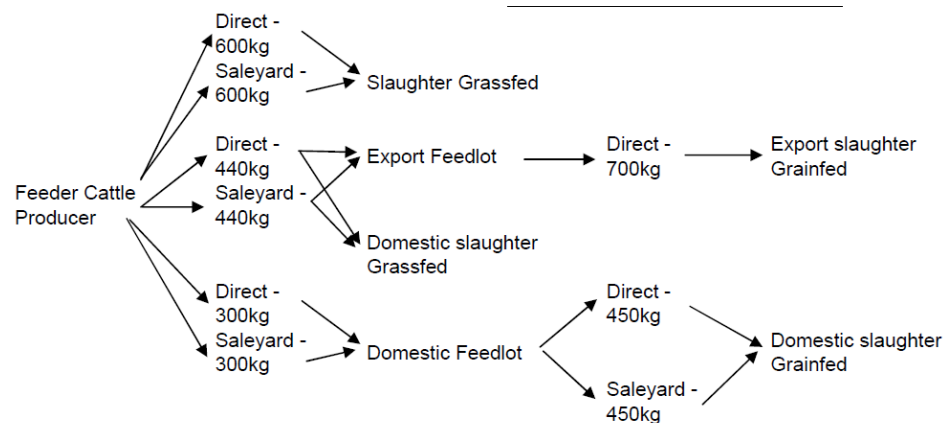 Direct -
600kg
Saleyard -
600kg
Slaughter Grassfed
Direct -
440kg
Export Feedlot
Direct -
700kg
Export slaughter
Grainfed
Feeder Cattle
Producer
Saleyard -
440kg
Domestic slaughter
Grassfed
Direct -
300kg
Saleyard -
300kg
Domestic Feedlot
Direct -
450kg
Saleyard -
450kg
Domestic slaughter
Grainfed